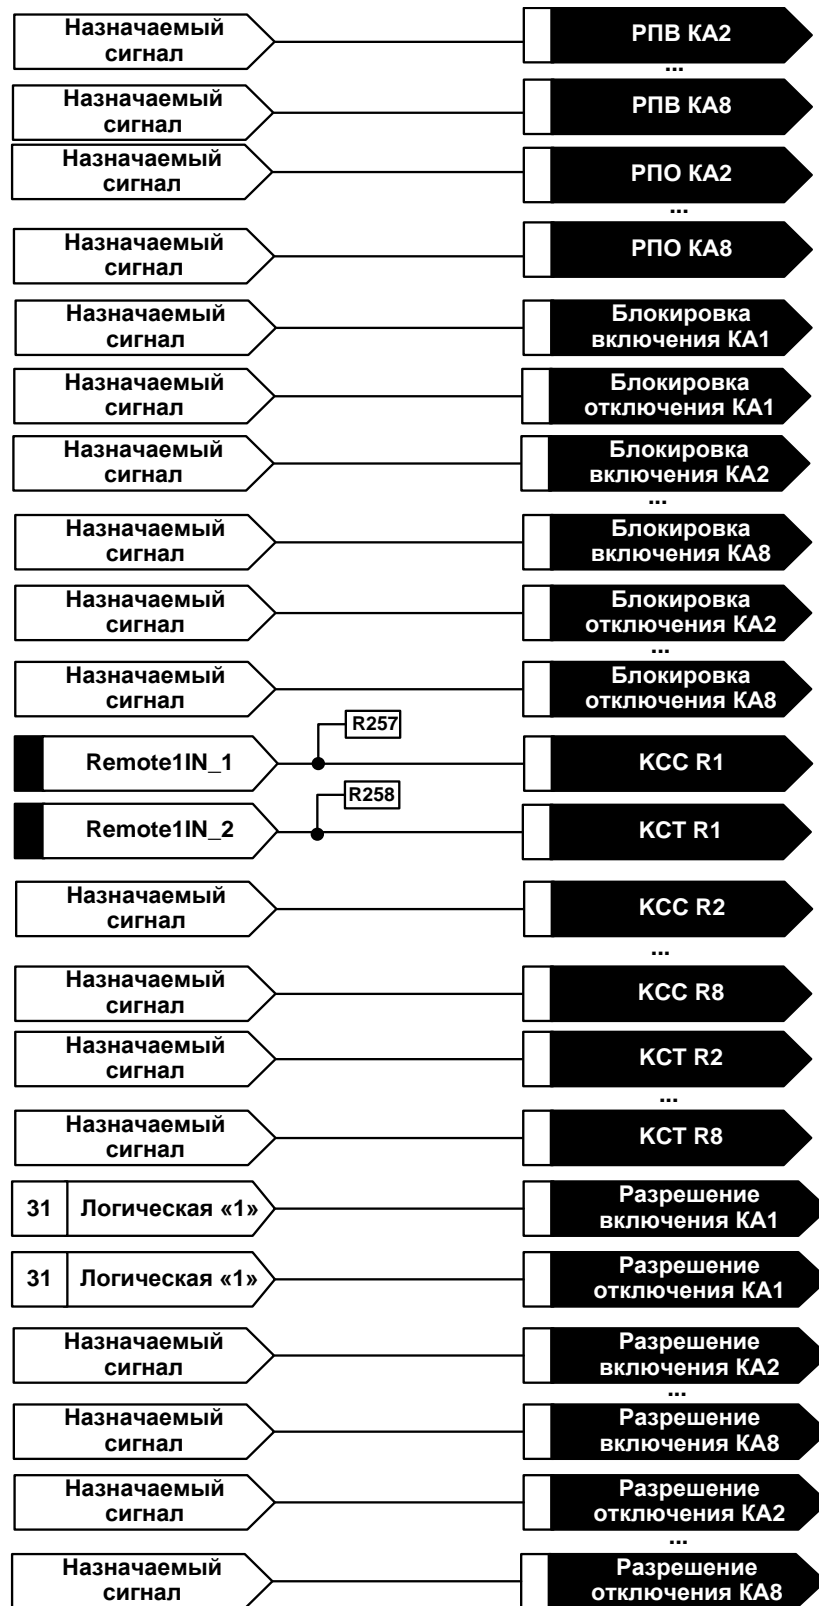 Назначаемый
сигнал
РПВ КА2
...
Назначаемый
сигнал
РПВ КА8
Назначаемый
сигнал
РПО КА2
...
Назначаемый
сигнал
РПО КА8
Назначаемый
сигнал
Блокировка
включения КА1
Назначаемый
сигнал
Блокировка
отключения КА1
Назначаемый
сигнал
Блокировка
включения КА2
...
Назначаемый
сигнал
Блокировка
включения КА8
Назначаемый
сигнал
Блокировка
отключения КА2
...
Назначаемый
сигнал
Блокировка
отключения КА8
R257
Remote1IN_1
KCC R1
R258
Remote1IN_2
KCT R1
Назначаемый
сигнал
KCC R2
...
Назначаемый
сигнал
KCC R8
Назначаемый
сигнал
KCT R2
...
Назначаемый
сигнал
KCT R8
31 Логическая «1»
Разрешение
включения КА1
31 Логическая «1»
Разрешение
отключения КА1
Назначаемый
сигнал
Разрешение
включения КА2
...
Назначаемый
сигнал
Разрешение
включения КА8
Назначаемый
сигнал
Разрешение
отключения КА2
...
Назначаемый
сигнал
Разрешение
отключения КА8